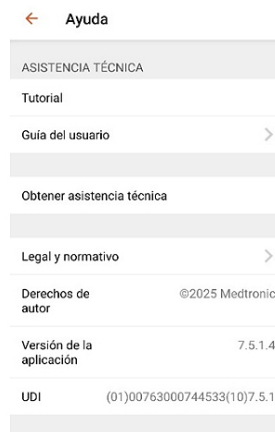 Ayuda
ASISTENCIA TÉCNICA
Tutorial
Guía del usuario
Obtener asistencia técnica
Legal y normativo
Derechos de autor ©2025 Medtronic
Versión de la aplicación 7.5.1.4
UDI (01)00763000744533(10)7.5.1